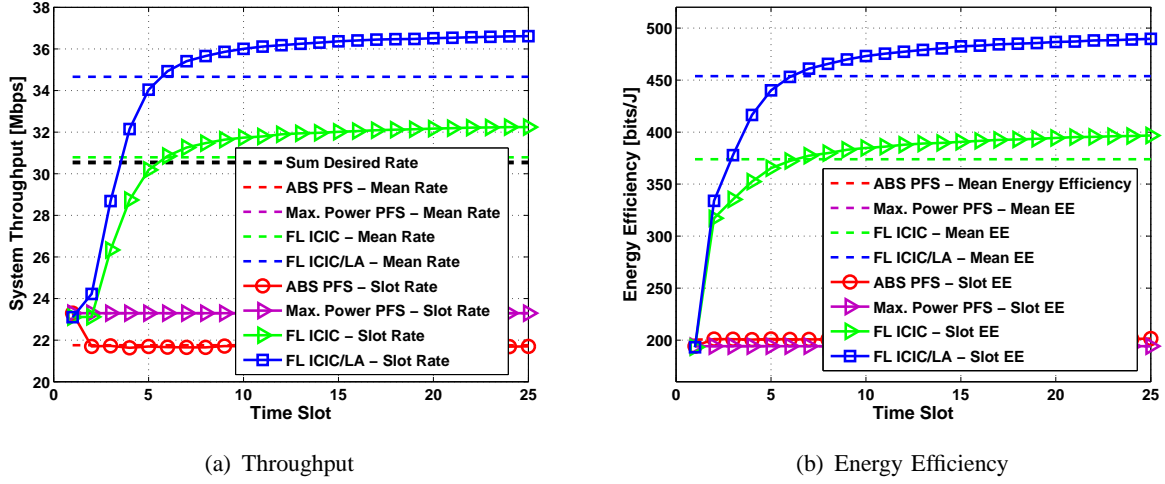 38
36
34
32
30
28
26
24
22
20
System Throughput [Mbps]
Sum Desired Rate
ABS PFS – Mean Rate
Max. Power PFS – Mean Rate
FL ICIC – Mean Rate
FL ICIC/LA – Mean Rate
ABS PFS – Slot Rate
Max. Power PFS – Slot Rate
FL ICIC – Slot Rate
FL ICIC/LA – Slot Rate
0 5 10 15 20 25
Time Slot
(a) Throughput
500
450
400
350
300
250
200
Energy Efficiency [bits/J]
ABS PFS – Mean Energy Efficiency
Max. Power PFS – Mean EE
FL ICIC – Mean EE
FL ICIC/LA – Mean EE
ABS PFS – Slot EE
Max. Power PFS – Slot EE
FL ICIC – Slot EE
FL ICIC/LA – Slot EE
0 5 10 15 20 25
Time Slot
(b) Energy Efficiency